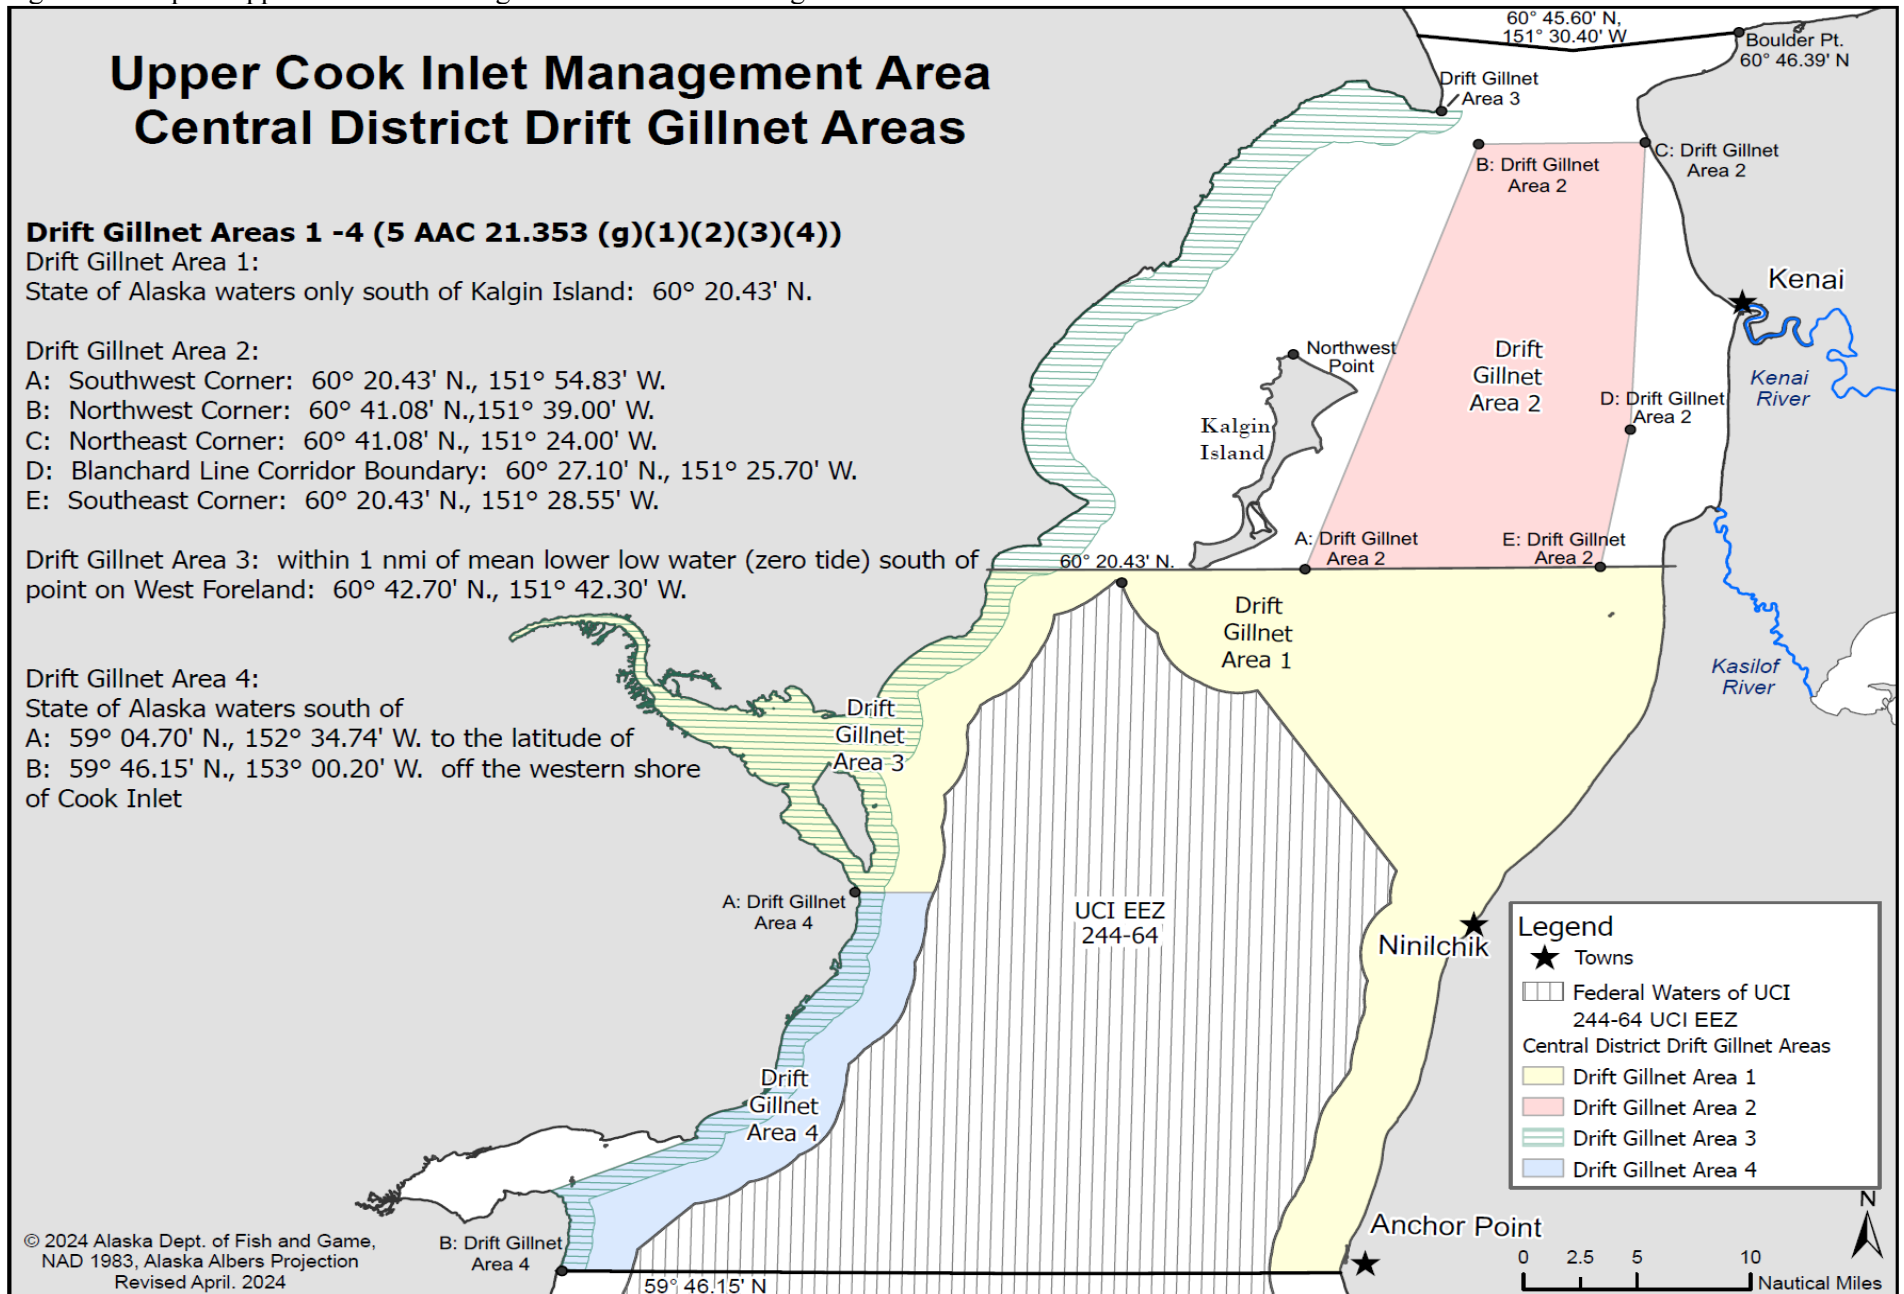 Upper Cook Inlet Management Area
Central District Drift Gillnet Areas
Drift Gillnet Areas 1 -4 (5 AAC 21.353 (g)(1)(2)(3)(4))
Drift Gillnet Area 1:
State of Alaska waters only south of Kalgin Island:  60° 20.43' N.
Drift Gillnet Area 2:
A:  Southwest Corner:  60° 20.43' N., 151° 54.83' W.
B:  Northwest Corner:  60° 41.08' N.,151° 39.00' W.
C:  Northeast Corner:  60° 41.08' N., 151° 24.00' W.
D:  Blanchard Line Corridor Boundary:  60° 27.10' N., 151° 25.70' W.
E:  Southeast Corner:  60° 20.43' N., 151° 28.55' W.
Drift Gillnet Area 3:  within 1 nmi of mean lower low water (zero tide) south of
point on West Foreland:  60° 42.70' N., 151° 42.30' W.
Drift Gillnet Area 4:
State of Alaska waters south of
A:  59° 04.70' N., 152° 34.74' W. to the latitude of
B:  59° 46.15' N., 153° 00.20' W.  off the western shore
of Cook Inlet
60° 45.60' N,
151° 30.40' W
Boulder Pt.
60° 46.39' N
Drift Gillnet
Area 3
B: Drift Gillnet
Area 2
C: Drift Gillnet
Area 2
Kenai
Northwest
Point
Drift
Gillnet
Area 2
Kenai
River
D: Drift Gillnet
Area 2
Kalgin
Island
A: Drift Gillnet
Area 2
E: Drift Gillnet
Area 2
60° 20.43' N.
Drift
Gillnet
Area 1
Kasilof
River
Drift
Gillnet
Area 3
A: Drift Gillnet
Area 4
UCI EEZ
244-64
Ninilchik
Drift
Gillnet
Area 4
Legend
Towns
Federal Waters of UCI
244-64 UCI EEZ
Central District Drift Gillnet Areas
Drift Gillnet Area 1
Drift Gillnet Area 2
Drift Gillnet Area 3
Drift Gillnet Area 4
N
Anchor Point
B: Drift Gillnet
Area 4
59° 46.15' N
0 2.5 5 10
Nautical Miles
© 2024 Alaska Dept. of Fish and Game,
NAD 1983, Alaska Albers Projection
Revised April. 2024